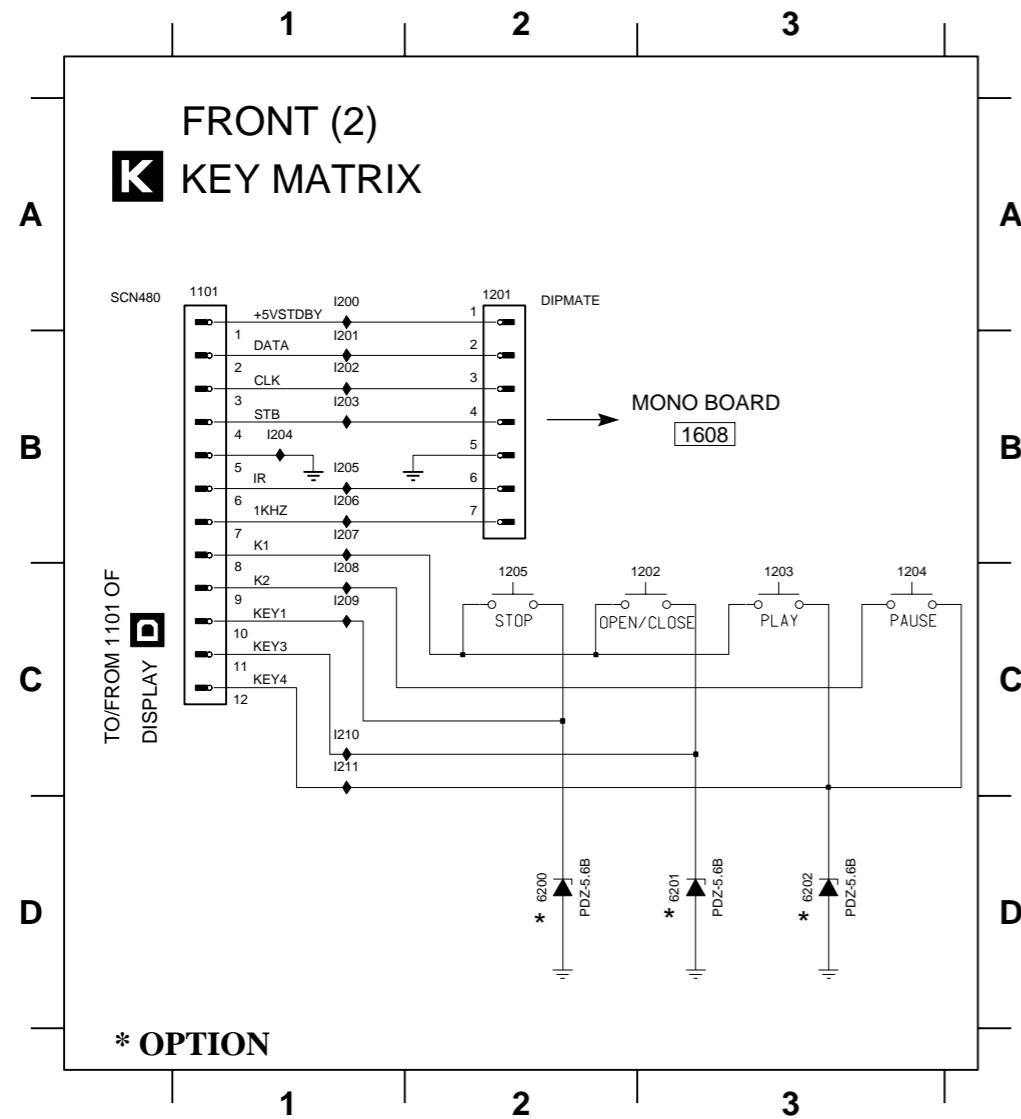 1 2 3
FRONT (2)
K KEY MATRIX
A A
SCN480 1101 I200 1201 DIPMATE
+5VSTDBY 1
1 I201
DATA 2
2 I202
CLK 3
3 I203
STB 4
MONO BOARD
1608
4 I204 5
B B
5 I205
IR 6
6 I206
1KHZ 7
7 I207
K1
8 I208
K2
1205 1202 1203 1204
9 I209
KEY1
STOP OPEN/CLOSE PLAY PAUSE
10
KEY3
11
KEY4
12
C C
TO/FROM 1101 OF
DISPLAY D
I210
I211
* 6200 PDZ-5.6B
* 6201 PDZ-5.6B
* 6202 PDZ-5.6B
D D
* OPTION
1 2 3